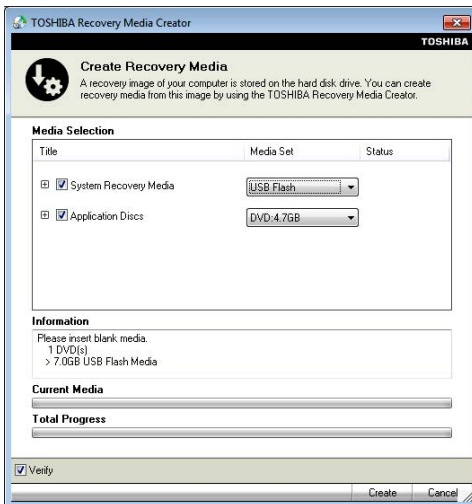 TOSHIBA Recovery Media Creator
TOSHIBA
Create Recovery Media
A recovery image of your computer is stored on the hard disk drive. You can create
recovery media from this image by using the TOSHIBA Recovery Media Creator.
Media Selection
Title Media Set Status
System Recovery Media USB Flash
Application Discs DVD:4.7GB
Information
Please insert blank media.
1 DVD(s)
> 7.0GB USB Flash Media
Current Media
Total Progress
Verify
Create Cancel